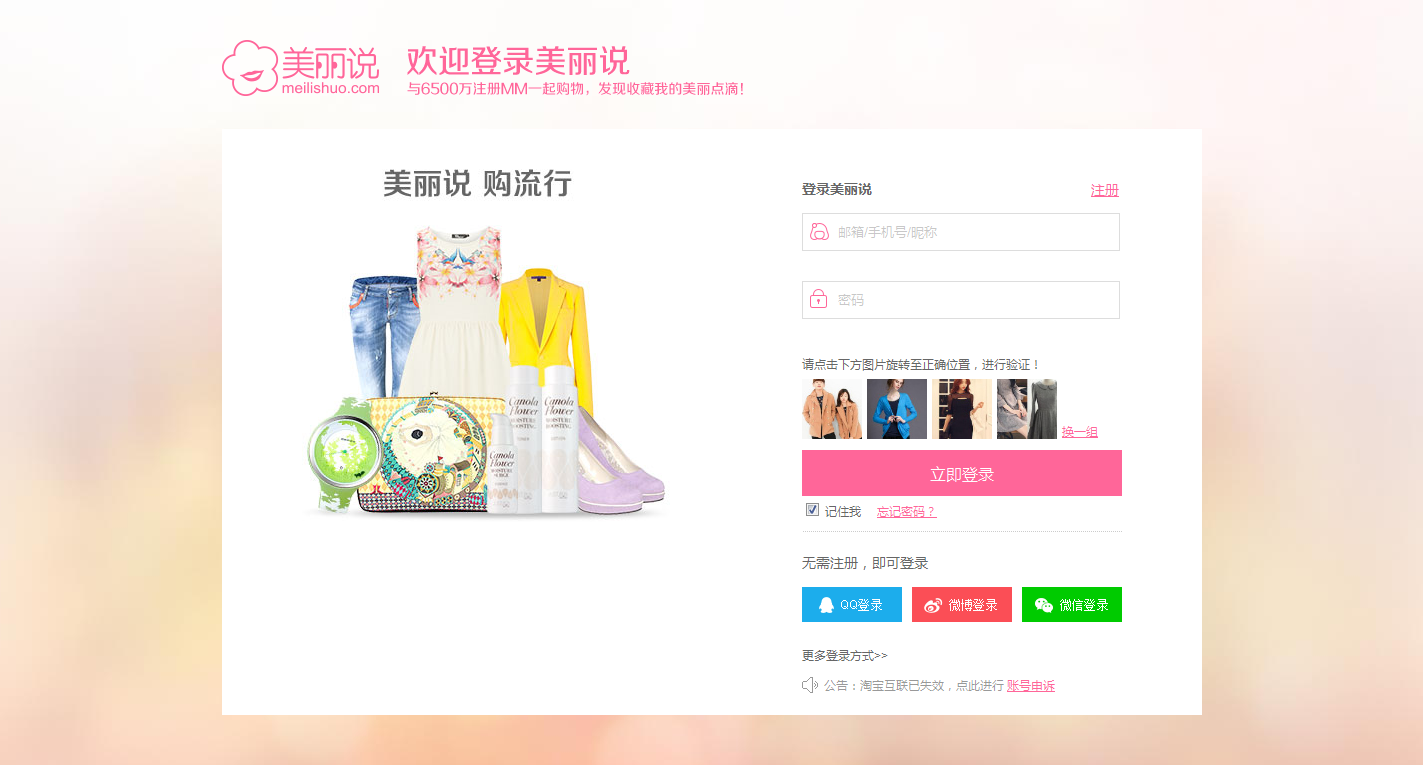 美丽说
meilishuo.com
欢迎登录美丽说
与6500万注册MM一起购物，发现收藏我的美丽点滴！
美丽说 购流行
Canola
Flower
MOISTURE
BOOSTING
Canola
Flower
MOISTURE
BOOSTING
Canola
Flower
MOISTURE
登录美丽说 注册
邮箱/手机号/昵称
密码
请点击下方图片旋转至正确位置，进行验证！
换一组
立即登录
记住我 忘记密码？
无需注册，即可登录
QQ登录 微博登录 微信登录
更多登录方式>>
公告：淘宝互联已失效，点此进行 账号申诉